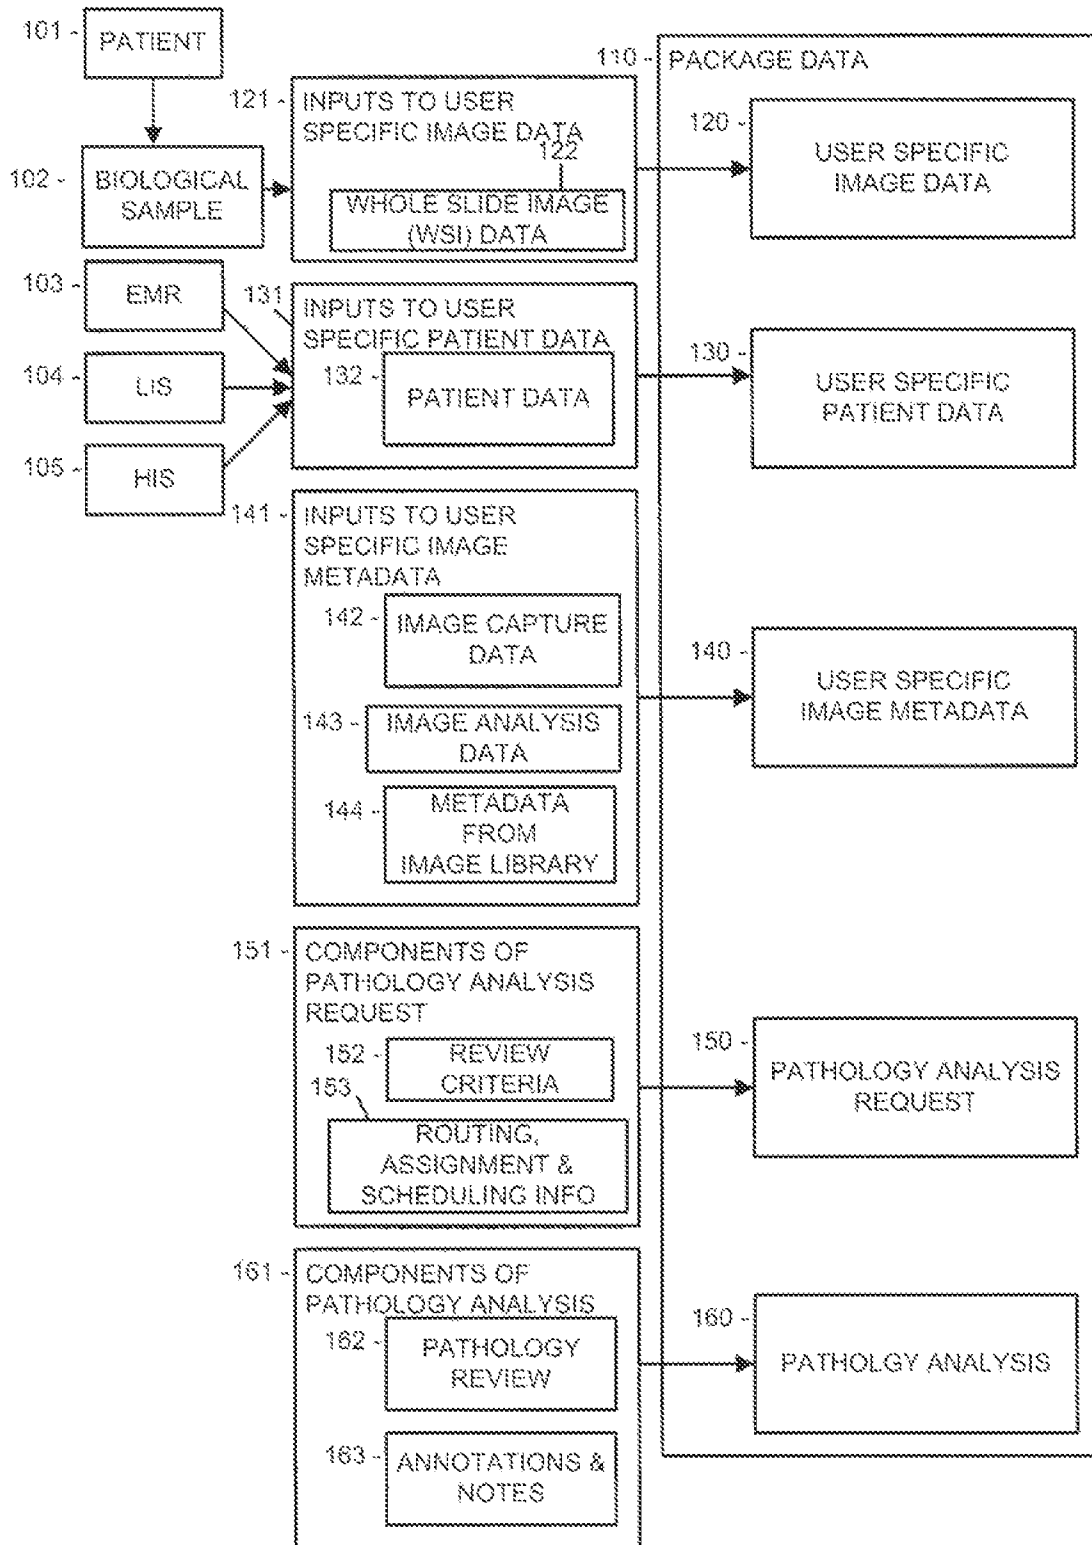 101 - PATIENT
102 - BIOLOGICAL
SAMPLE
103 - EMR
104 - LIS
105 - HIS
121 - INPUTS TO USER
SPECIFIC IMAGE DATA
122
WHOLE SLIDE IMAGE
(WSI) DATA
131
INPUTS TO USER
SPECIFIC PATIENT DATA
132 - PATIENT DATA
141 - INPUTS TO USER
SPECIFIC IMAGE
METADATA
142 - IMAGE CAPTURE
DATA
143 - IMAGE ANALYSIS
DATA
144 - METADATA
FROM
IMAGE LIBRARY
151 - COMPONENTS OF
PATHOLOGY ANALYSIS
REQUEST
152 - REVIEW
CRITERIA
153
ROUTING,
ASSIGNMENT &
SCHEDULING INFO
161 - COMPONENTS OF
PATHOLOGY ANALYSIS
162 - PATHOLOGY
REVIEW
163 - ANNOTATIONS &
NOTES
110 - PACKAGE DATA
120 - USER SPECIFIC
IMAGE DATA
130 - USER SPECIFIC
PATIENT DATA
140 - USER SPECIFIC
IMAGE METADATA
150 - PATHOLOGY ANALYSIS
REQUEST
160 - PATHOLGY ANALYSIS